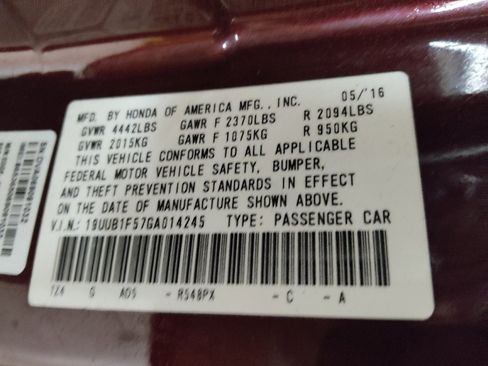 MFD. BY HONDA OF AMERICA MFG., INC. 05/'16
GVWR 4442LBS GAWR F 2370LBS R 2094LBS
GVWR 2015KG GAWR F 1075KG R 950KG
THIS VEHICLE CONFORMS TO ALL APPLICABLE
FEDERAL MOTOR VEHICLE SAFETY, BUMPER,
AND THEFT PREVENTION STANDARDS IN EFFECT
ON THE DATE OF MANUFACTURE SHOWN ABOVE.
V.I.N.: 19UUB1F57GA014245 TYPE: PASSENGER CAR
TZ4 G A05 - R548PX - C - A